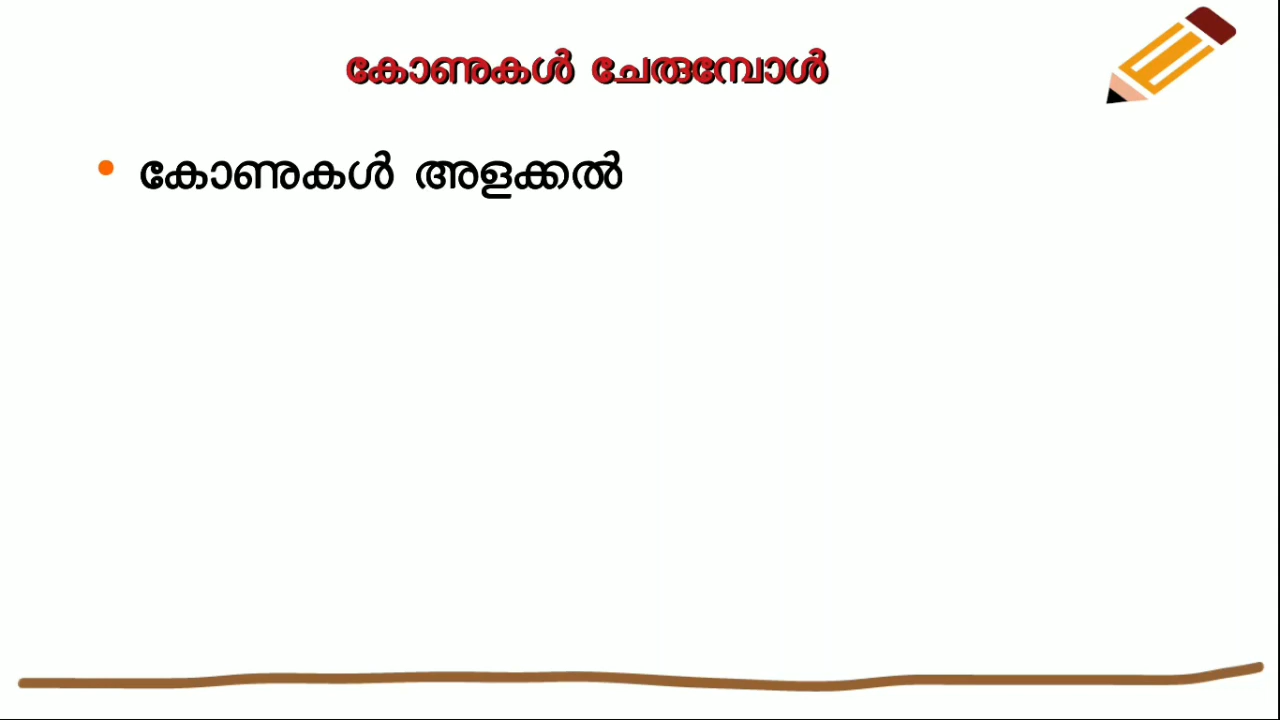 കോണുകൾ ചേരുമ്പോൾ
• കോണുകൾ അളക്കൽ